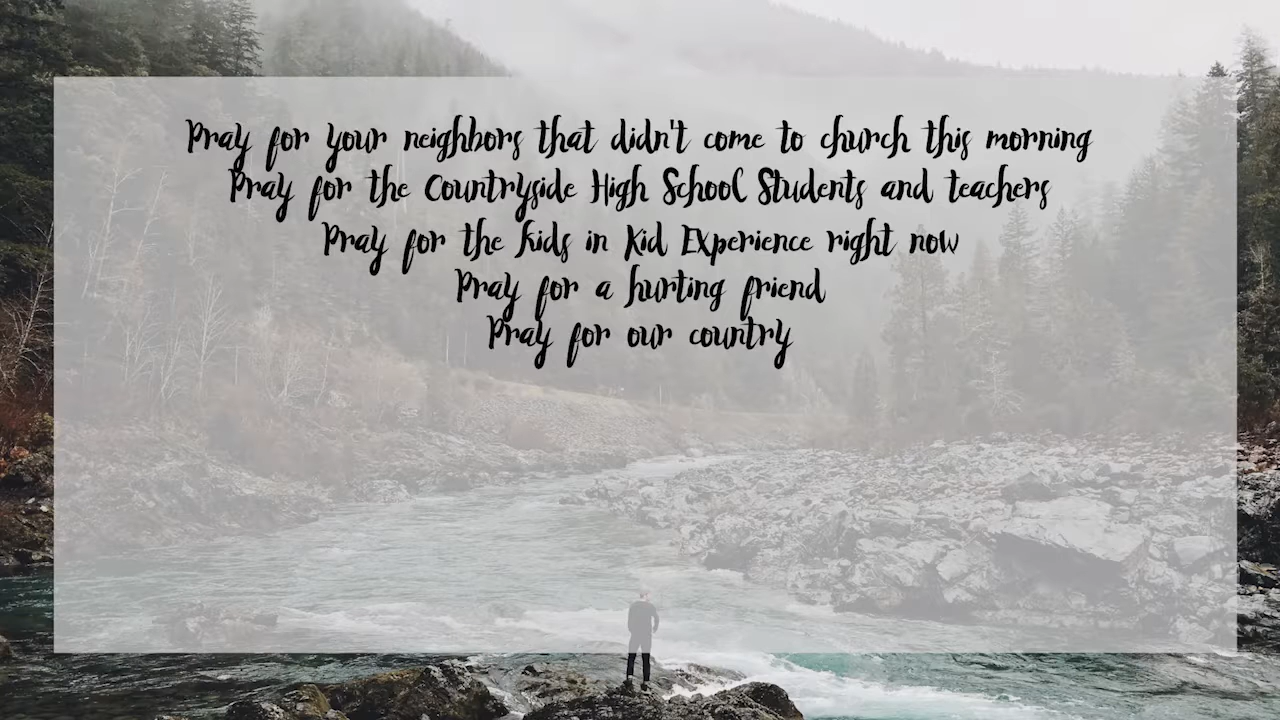 Pray for your neighbors that didn't come to church this morning
Pray for the Countryside High School Students and teachers
Pray for the kids in Kid Experience right now
Pray for a hurting friend
Pray for our country